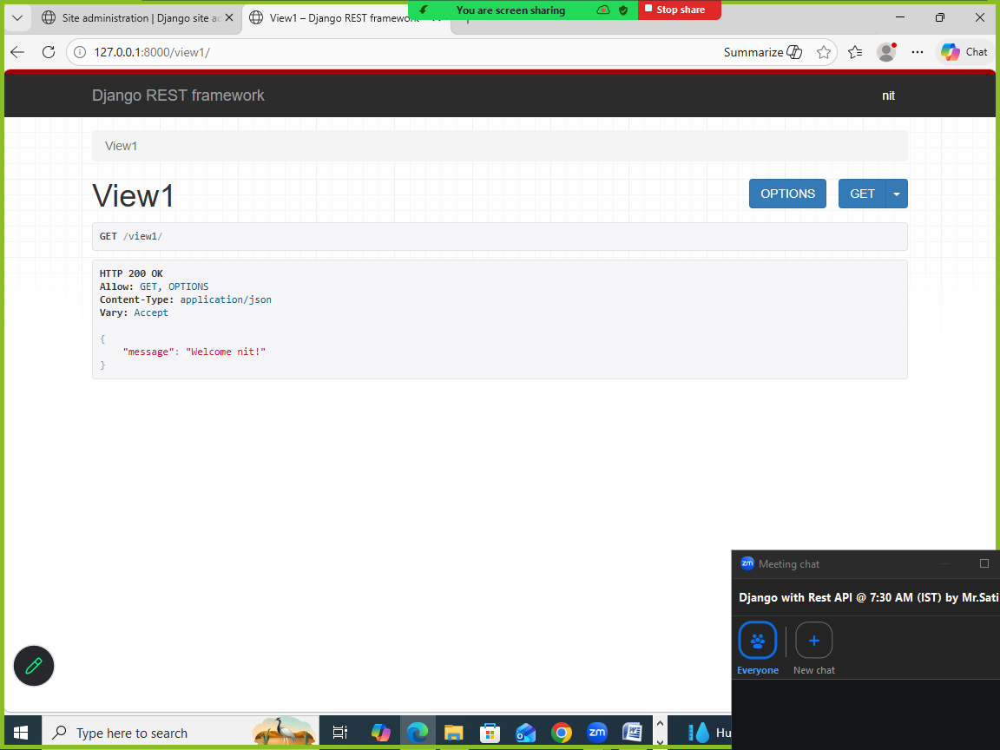 Site administration | Django site ad
View1 – Django REST framework
You are screen sharing
Stop share
127.0.0.1:8000/view1/
Summarize
Chat
Django REST framework
nit
View1
View1
OPTIONS
GET
GET /view1/
HTTP 200 OK
Allow: GET, OPTIONS
Content-Type: application/json
Vary: Accept
{
"message": "Welcome nit!"
}
zm
Meeting chat
Django with Rest API @ 7:30 AM (IST) by Mr.Sati
Everyone
New chat
Type here to search
zm
Hu